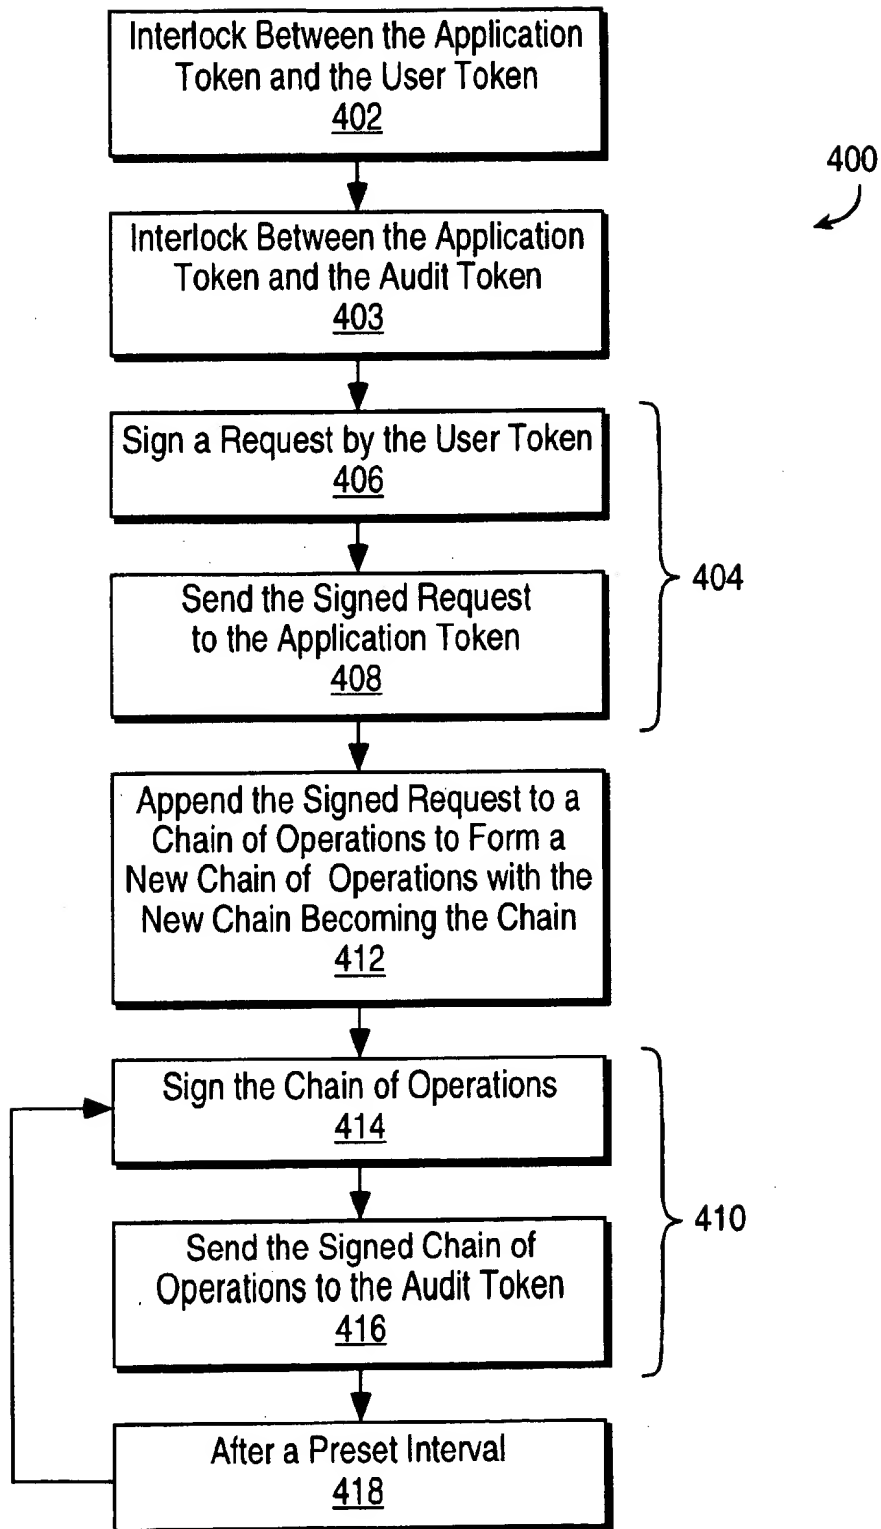 Interlock Between the Application
Token and the User Token
402
400
Interlock Between the Application
Token and the Audit Token
403
Sign a Request by the User Token
406
404
Send the Signed Request
to the Application Token
408
Append the Signed Request to a
Chain of Operations to Form a
New Chain of Operations with the
New Chain Becoming the Chain
412
Sign the Chain of Operations
414
410
Send the Signed Chain of
Operations to the Audit Token
416
After a Preset Interval
418